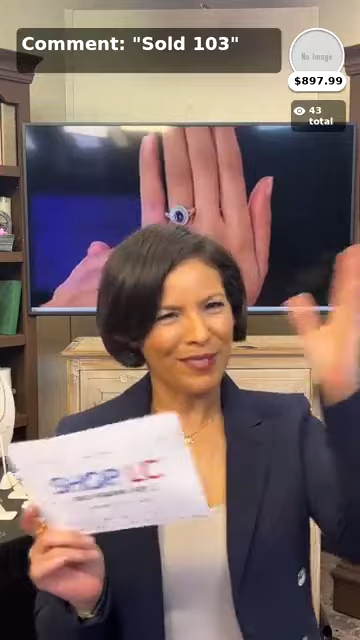 Comment: "Sold 103"
No Image
$897.99
43
total
SHOP LC